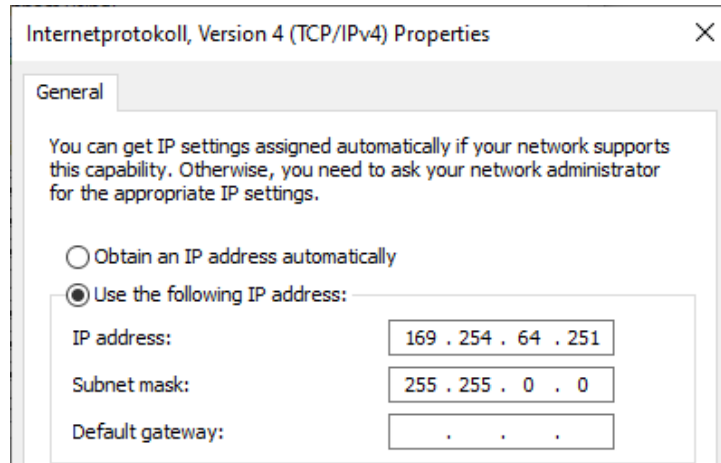 Internetprotokoll, Version 4 (TCP/IPv4) Properties
General
You can get IP settings assigned automatically if your network supports
this capability. Otherwise, you need to ask your network administrator
for the appropriate IP settings.
Obtain an IP address automatically
Use the following IP address:
IP address: 169 . 254 . 64 . 251
Subnet mask: 255 . 255 . 0 . 0
Default gateway: . . .